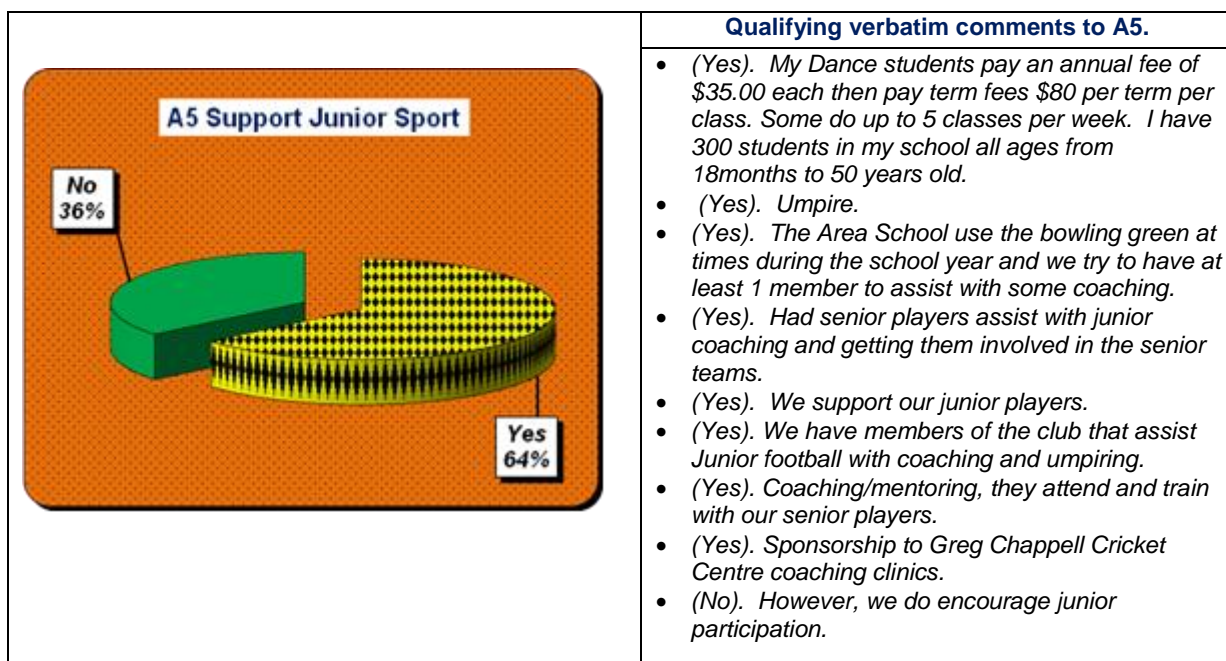 A5 Support Junior Sport
No
36%
Yes
64%
Qualifying verbatim comments to A5.
• (Yes). My Dance students pay an annual fee of
$35.00 each then pay term fees $80 per term per
class. Some do up to 5 classes per week. I have
300 students in my school all ages from
18months to 50 years old.
• (Yes). Umpire.
• (Yes). The Area School use the bowling green at
times during the school year and we try to have at
least 1 member to assist with some coaching.
• (Yes). Had senior players assist with junior
coaching and getting them involved in the senior
teams.
• (Yes). We support our junior players.
• (Yes). We have members of the club that assist
Junior football with coaching and umpiring.
• (Yes). Coaching/mentoring, they attend and train
with our senior players.
• (Yes). Sponsorship to Greg Chappell Cricket
Centre coaching clinics.
• (No). However, we do encourage junior
participation.